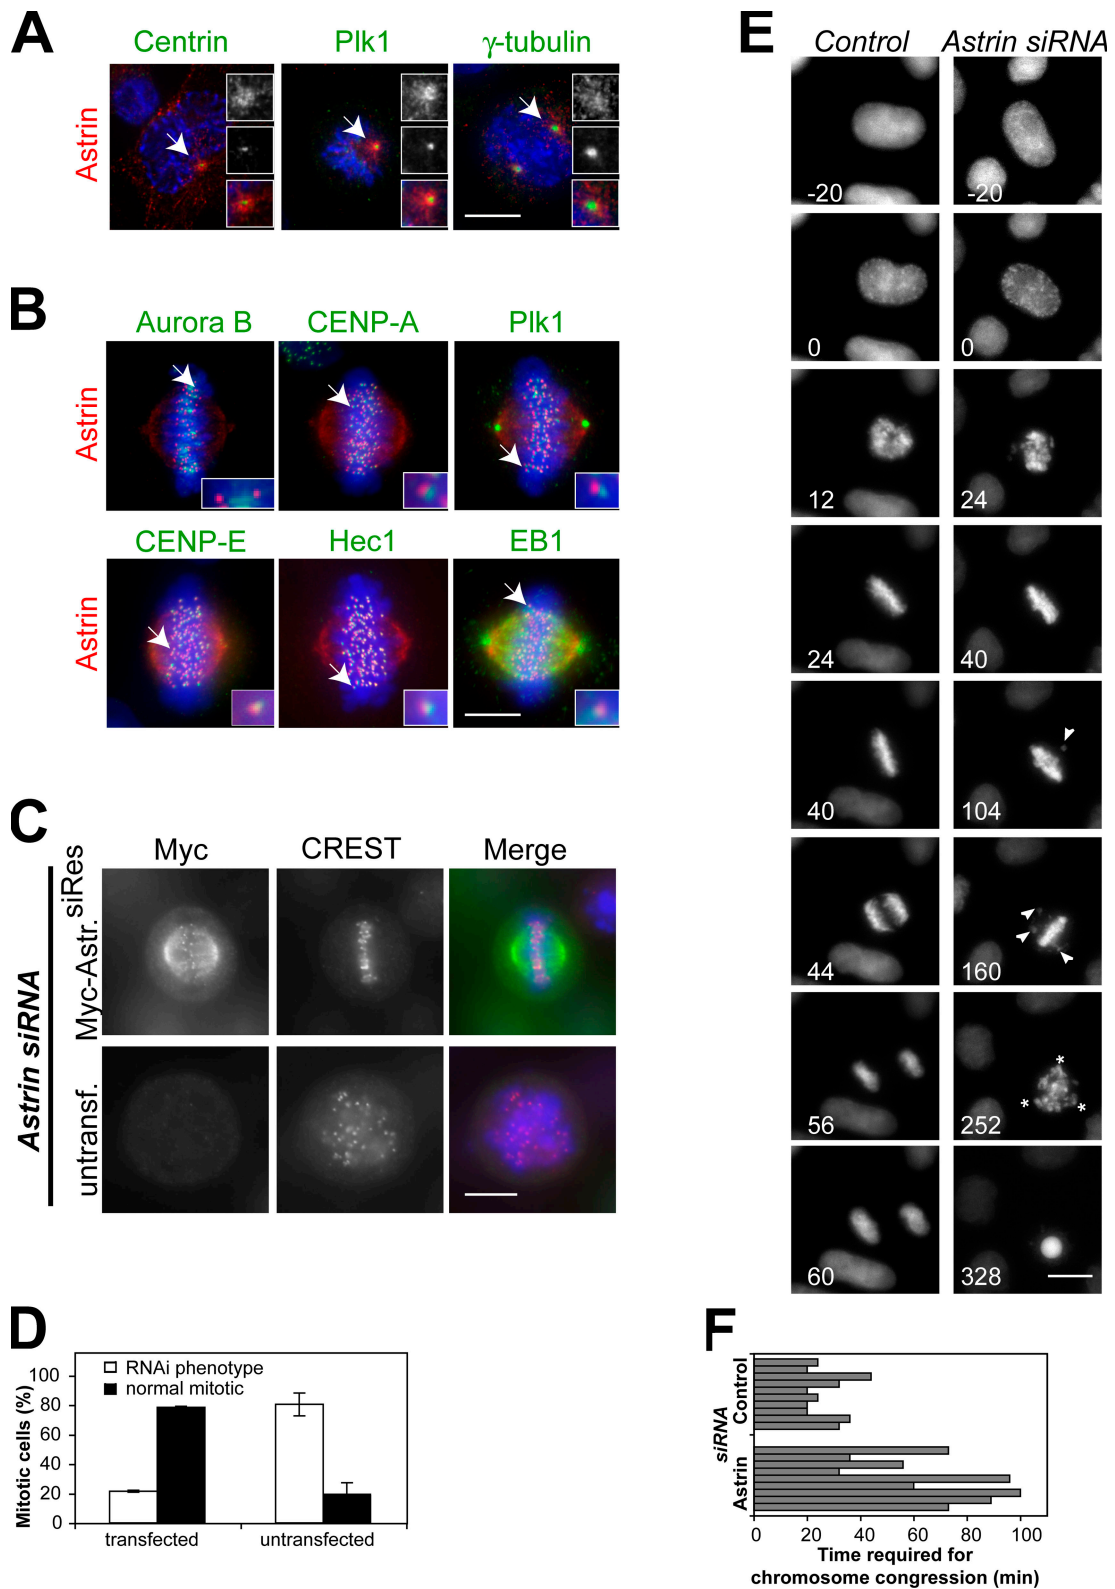 A
Centrin Plk1 γ-tubulin
Astrin
B
Aurora B CENP-A Plk1
Astrin
CENP-E Hec1 EB1
Astrin
C
Myc CREST Merge
Astrin siRNA
Myc-Astr.siRes
untransf.
D
RNAi phenotype
normal mitotic
Mitotic cells (%)
100
80
60
40
20
0
transfected untransfected
E
Control Astrin siRNA
-20 -20
0 0
12 24
24 40
40 104
44 160
56 252
* * *
60 328
F
siRNA
Control
Astrin
0 20 40 60 80 100
Time required for
chromosome congression (min)